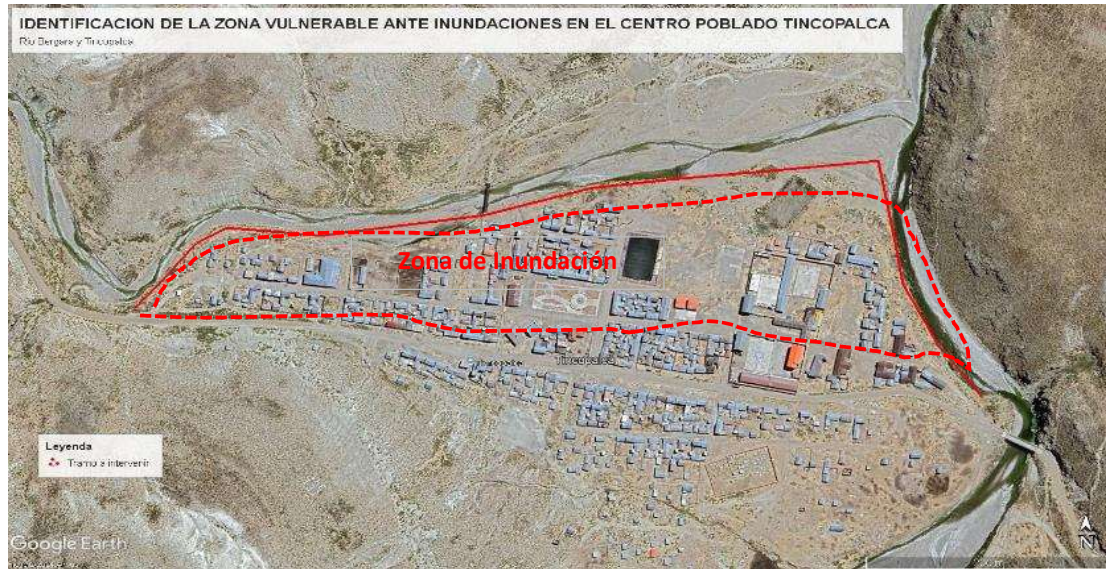 IDENTIFICACION DE LA ZONA VULNERABLE ANTE INUNDACIONES EN EL CENTRO POBLADO TINCOPALCA
Río Bergara y Tincopalca
Zona de Inundación
Tincopalca
Leyenda
Tramo a intervenir
Google Earth
N